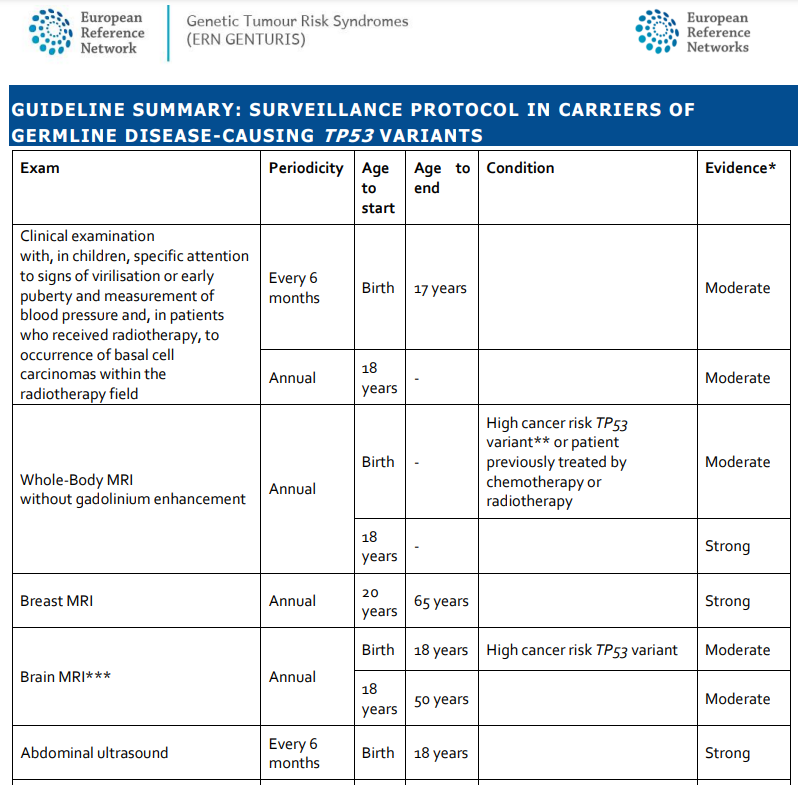 European
Reference
Network
Genetic Tumour Risk Syndromes
(ERN GENTURIS)
European
Reference
Networks
GUIDELINE SUMMARY: SURVEILLANCE PROTOCOL IN CARRIERS OF
GERMLINE DISEASE-CAUSING TP53 VARIANTS
Exam
Periodicity
Age
to
start
Age to
end
Condition
Evidence*
Clinical examination
with, in children, specific attention
to signs of virilisation or early
puberty and measurement of
blood pressure and, in patients
who received radiotherapy, to
occurrence of basal cell
carcinomas within the
radiotherapy field
Every 6
months
Birth
17 years
Moderate
Annual
18
years
-
Moderate
Whole-Body MRI
without gadolinium enhancement
Annual
Birth
-
High cancer risk TP53
variant** or patient
previously treated by
chemotherapy or
radiotherapy
Moderate
18
years
-
Strong
Breast MRI
Annual
20
years
65 years
Strong
Brain MRI***
Annual
Birth
18 years
High cancer risk TP53 variant
Moderate
18
years
50 years
Moderate
Abdominal ultrasound
Every 6
months
Birth
18 years
Strong